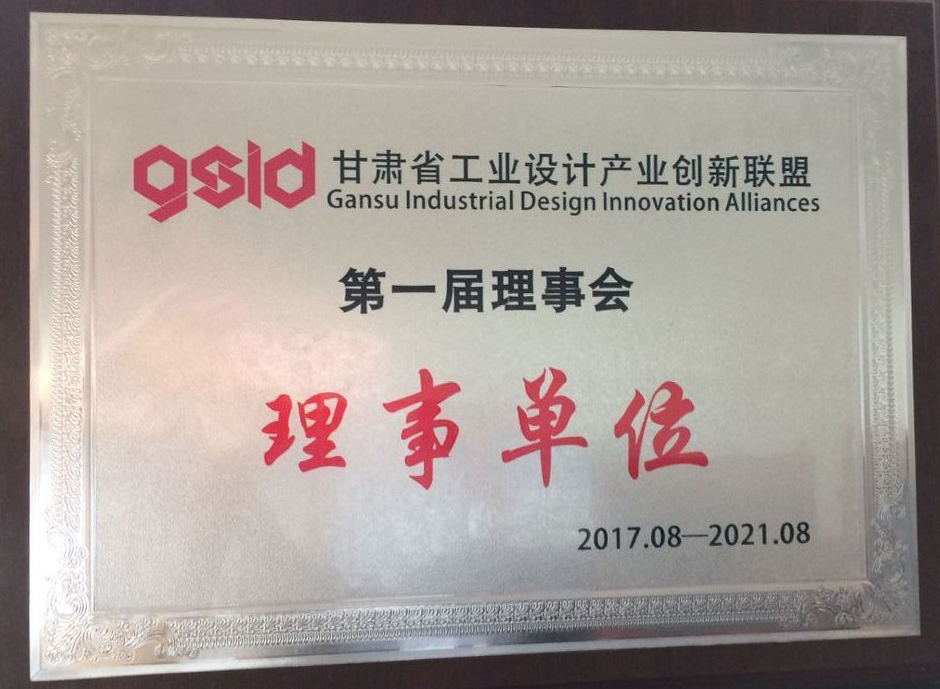 gsid 甘肃省工业设计产业创新联盟
Gansu Industrial Design Innovation Alliances
第一届理事会
理事单位
2017.08—2021.08